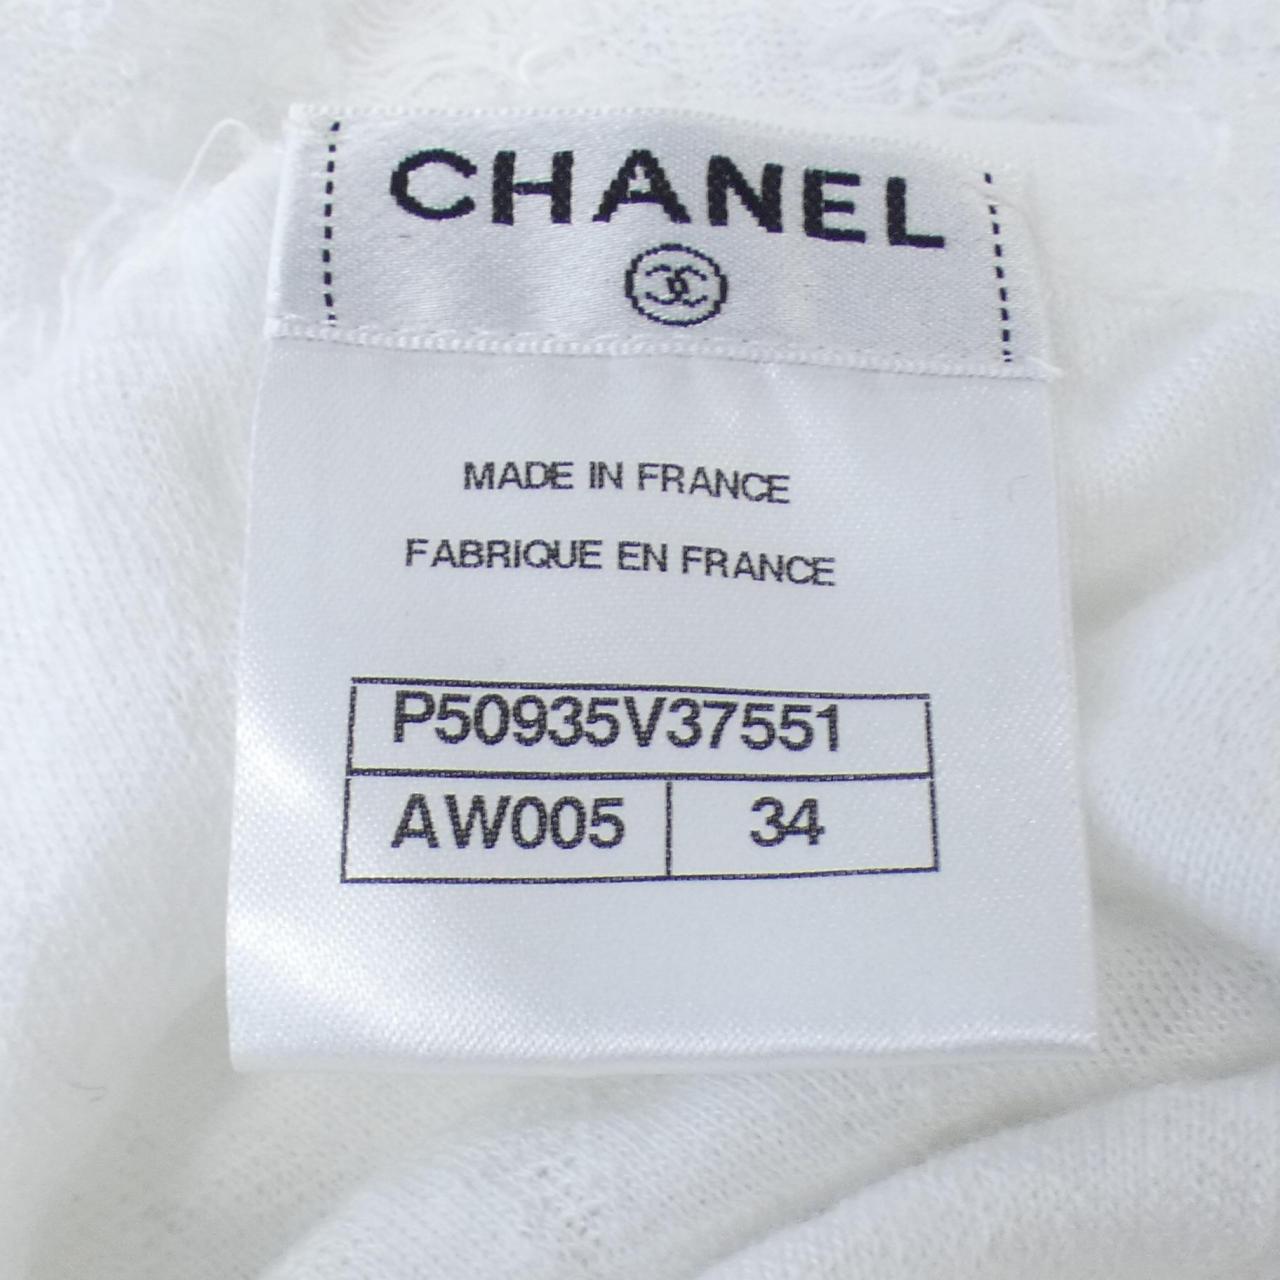 CHANEL
MADE IN FRANCE
FABRIQUE EN FRANCE
P50935V37551
AW005 34